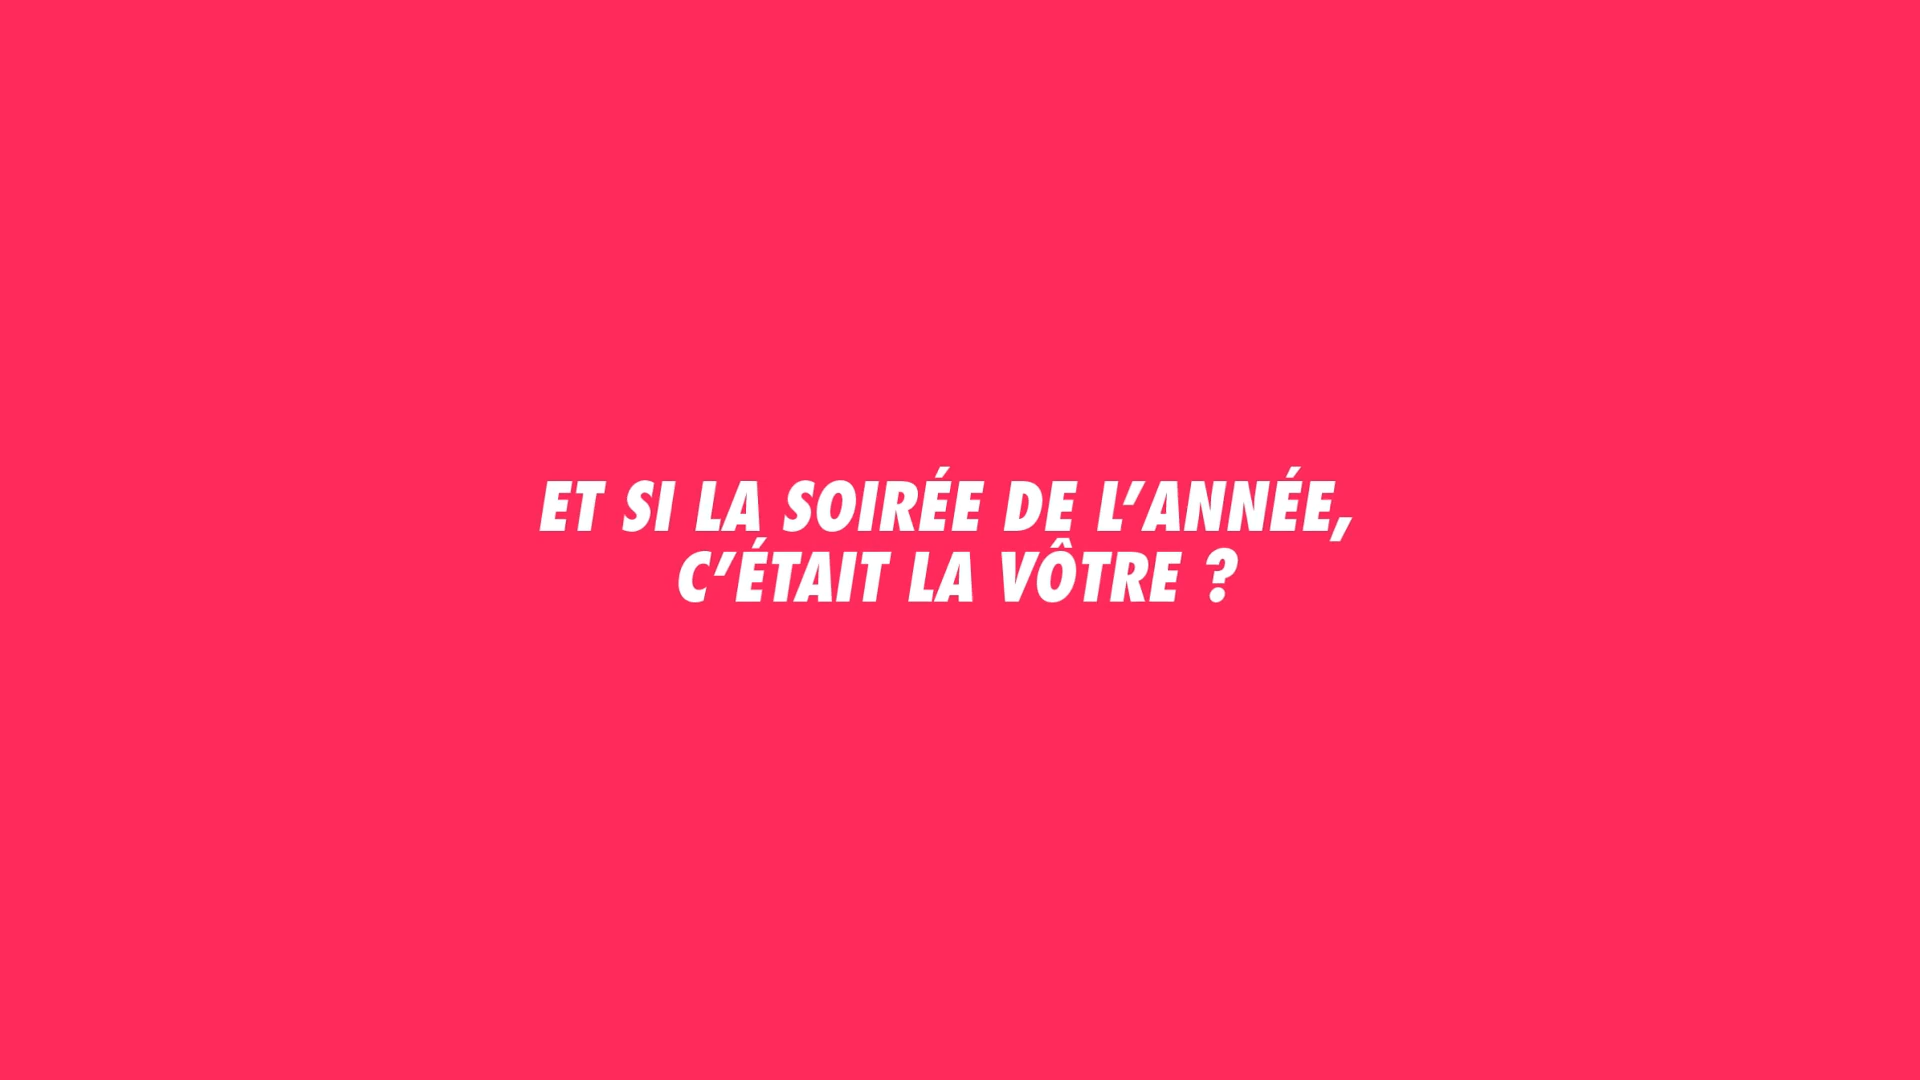 ET SI LA SOIRÉE DE L’ANNÉE,
C’ÉTAIT LA VÔTRE ?